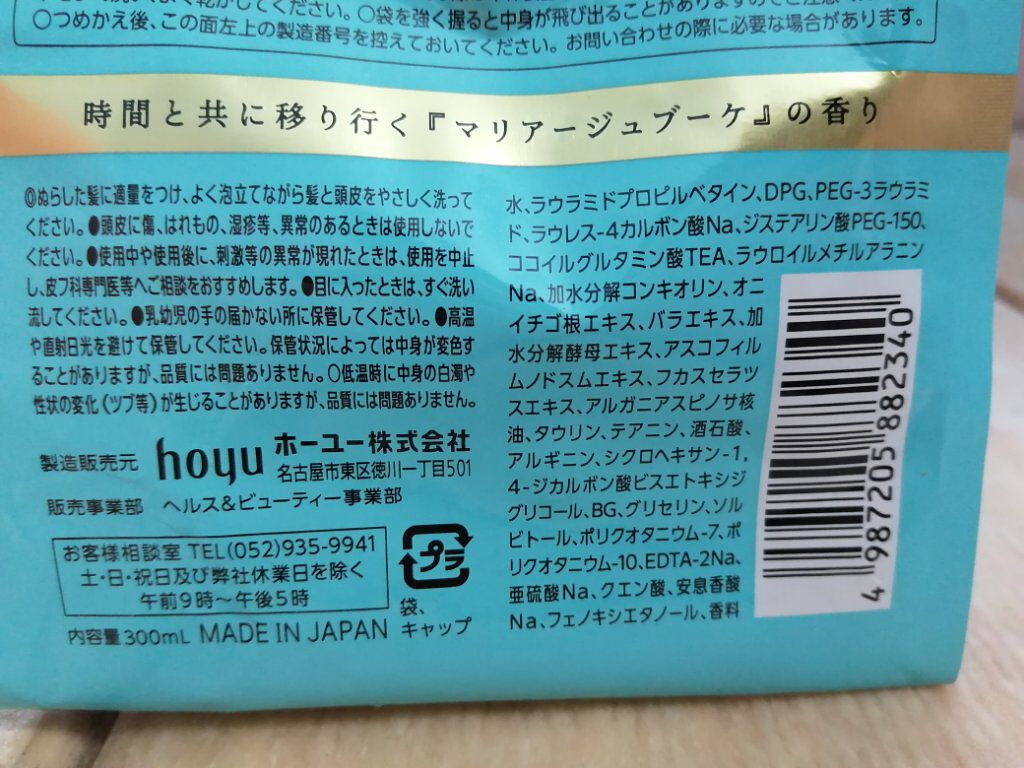 ○つめかえ後、この面左上の製造番号を控えておいてください。お問い合わせの際に必要な場合があります。
時間と共に移り行く『マリアージュブーケ』の香り
◎ぬらした髪に適量をつけ、よく泡立てながら髪と頭皮をやさしく洗って
ください。●頭皮に傷、はれもの、湿疹等、異常のあるときは使用しないで
ください。●使用中や使用後に、刺激等の異常が現れたときは、使用を中止
し、皮フ科専門医等へご相談をおすすめします。●目に入ったときは、すぐ洗い
流してください。●乳幼児の手の届かない所に保管してください。●高温
や直射日光を避けて保管してください。保管状況によっては中身が変色す
ることがありますが、品質には問題ありません。○低温時に中身の白濁や
性状の変化(ツブ等)が生じることがありますが、品質には問題ありません。
製造販売元 hoyu ホーユー株式会社
名古屋市東区徳川一丁目501
販売事業部 ヘルス&ビューティー事業部
お客様相談室 TEL(052)935-9941
土・日・祝日及び弊社休業日を除く
午前9時〜午後5時
プラ
袋、
キャップ
内容量300mL MADE IN JAPAN
水、ラウラミドプロピルベタイン、DPG、PEG-3ラウラミ
ド、ラウレス-4カルボン酸Na、ジステアリン酸PEG-150、
ココイルグルタミン酸TEA、ラウロイルメチルアラニン
Na、加水分解コンキオリン、オニ
イチゴ根エキス、バラエキス、加
水分解酵母エキス、アスコフィル
ムノドスムエキス、フカスセラツ
スエキス、アルガニアスピノサ核
油、タウリン、テアニン、酒石酸、
アルギニン、シクロヘキサン-1,
4-ジカルボン酸ビスエトキシジ
グリコール、BG、グリセリン、ソル
ビトール、ポリクオタニウム-7、ポ
リクオタニウム-10、EDTA-2Na、
亜硫酸Na、クエン酸、安息香酸
Na、フェノキシエタノール、香料
4 987205 882340